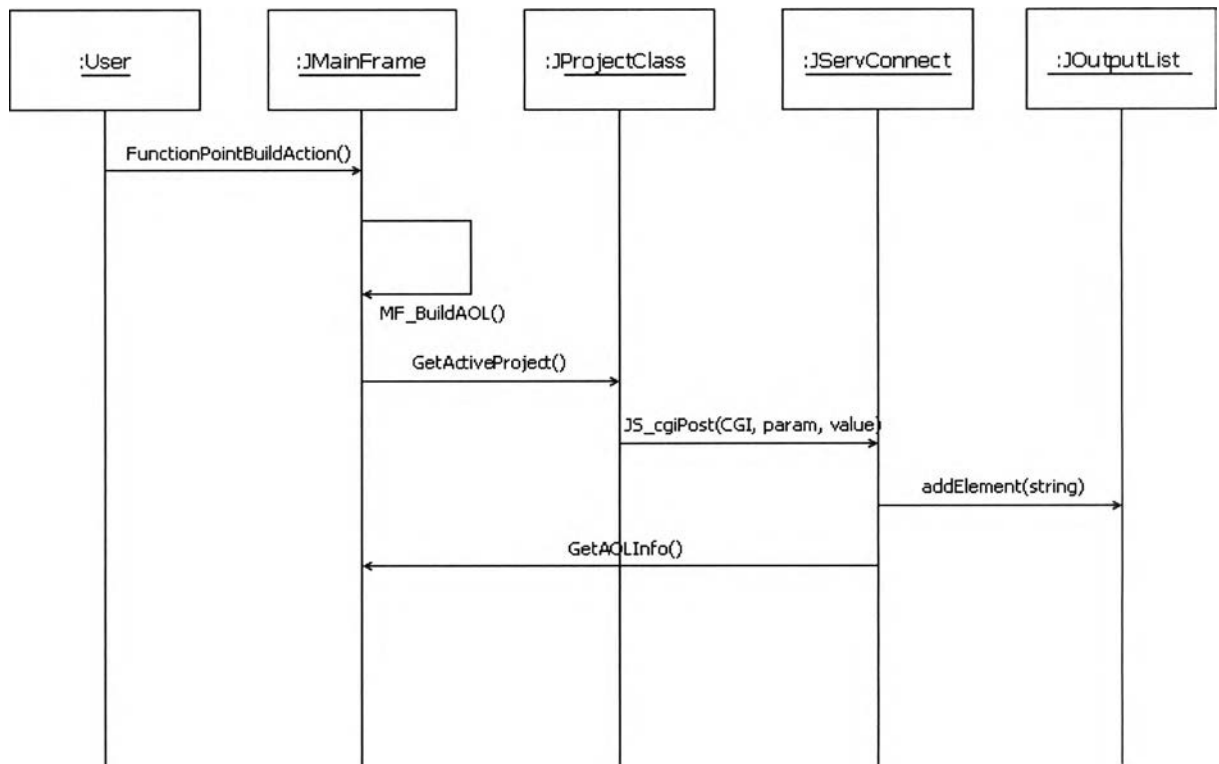 :User
:JMainFrame
:JProjectClass
:JServConnect
:JOutputList
FunctionPointBuildAction()
MF_BuildAOL()
GetActiveProject()
JS_cgiPost(CGI, param, value)
addElement(string)
GetAOLInfo()